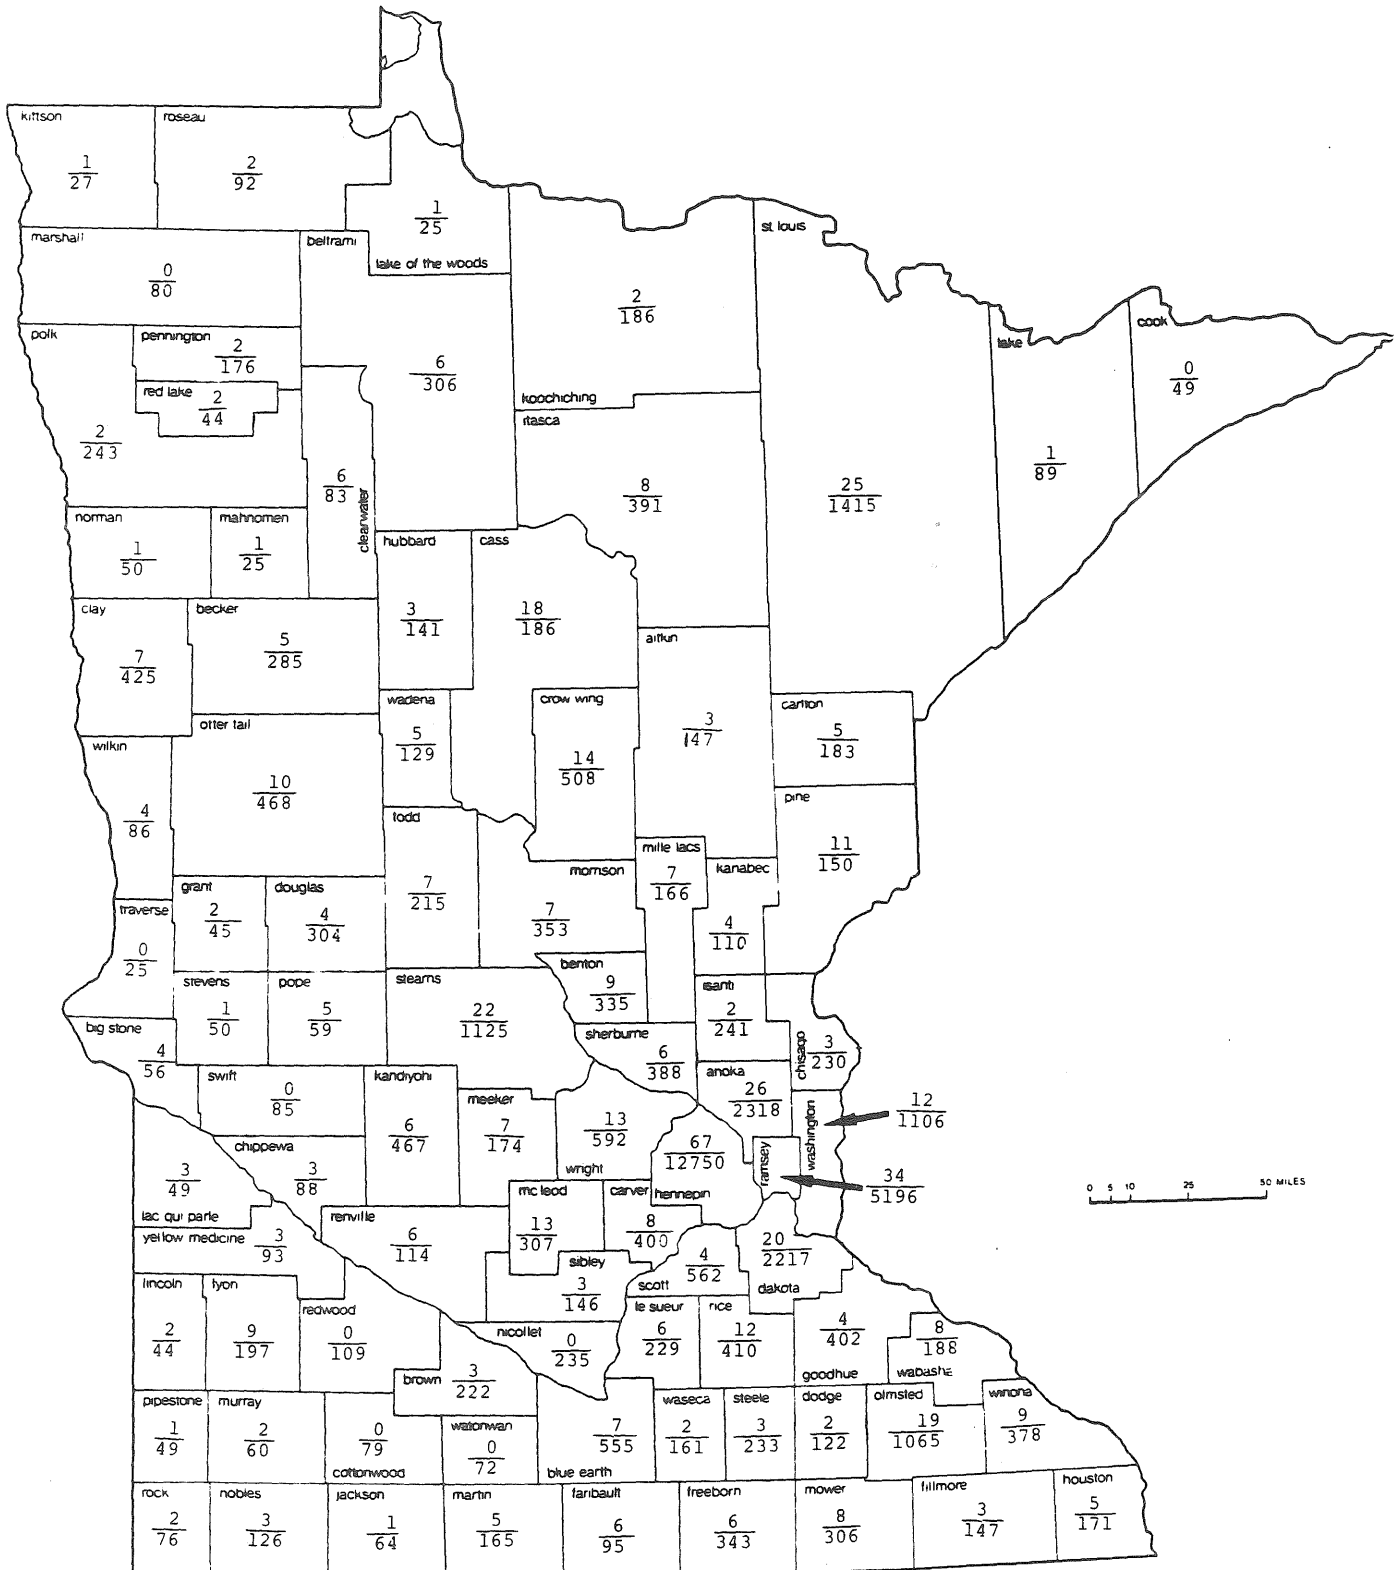 kittson
1
27
roseau
2
92
1
25
lake of the woods
marshall
0
80
beltrami
6
306
2
186
koochiching
st louis
25
1415
lake
1
89
cook
0
49
polk
2
243
pennington
2
176
red lake
2
44
6
83
clearwater
itasca
8
391
norman
1
50
mahnomen
1
25
hubbard
3
141
cass
18
186
clay
7
425
becker
5
285
aitkin
3
147
wadena
5
129
crow wing
14
508
carlton
5
183
wilkin
4
86
otter tail
10
468
pine
11
150
todd
7
215
morrison
7
353
mille lacs
7
166
kanabec
4
110
traverse
0
25
grant
2
45
douglas
4
304
stevens
1
50
pope
5
59
stearns
22
1125
benton
9
335
isanti
2
241
big stone
4
56
swift
0
85
kandiyohi
6
467
meeker
7
174
sherburne
6
388
anoka
26
2318
chisago
3
230
washington
12
1106
13
592
wright
67
12750
hennepin
ramsey
34
5196
chippewa
3
88
3
49
lac qui parle
yellow medicine
3
93
renville
6
114
mc leod
13
307
carver
8
400
sibley
3
146
4
562
scott
20
2217
dakota
0 5 10 25 50 MILES
lincoln
2
44
lyon
9
197
redwood
0
109
nicollet
0
235
le sueur
6
229
rice
12
410
4
402
goodhue
8
188
wabasha
brown
3
222
pipestone
1
49
murray
2
60
0
79
cottonwood
watonwan
0
72
7
555
blue earth
waseca
2
161
steele
3
233
dodge
2
122
olmsted
19
1065
winona
9
378
rock
2
76
nobles
3
126
jackson
1
64
martin
5
165
faribault
6
95
freeborn
6
343
mower
8
306
fillmore
3
147
houston
5
171